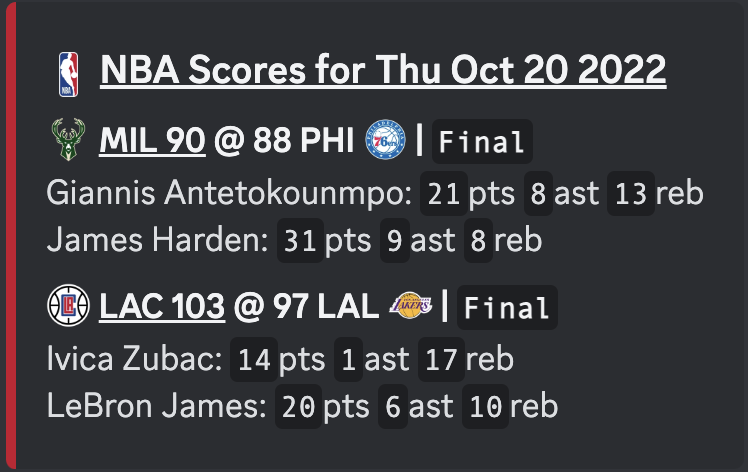 NBA Scores for Thu Oct 20 2022
MIL 90 @ 88 PHI | Final
Giannis Antetokounmpo: 21 pts 8 ast 13 reb
James Harden: 31 pts 9 ast 8 reb
LAC 103 @ 97 LAL | Final
Ivica Zubac: 14 pts 1 ast 17 reb
LeBron James: 20 pts 6 ast 10 reb